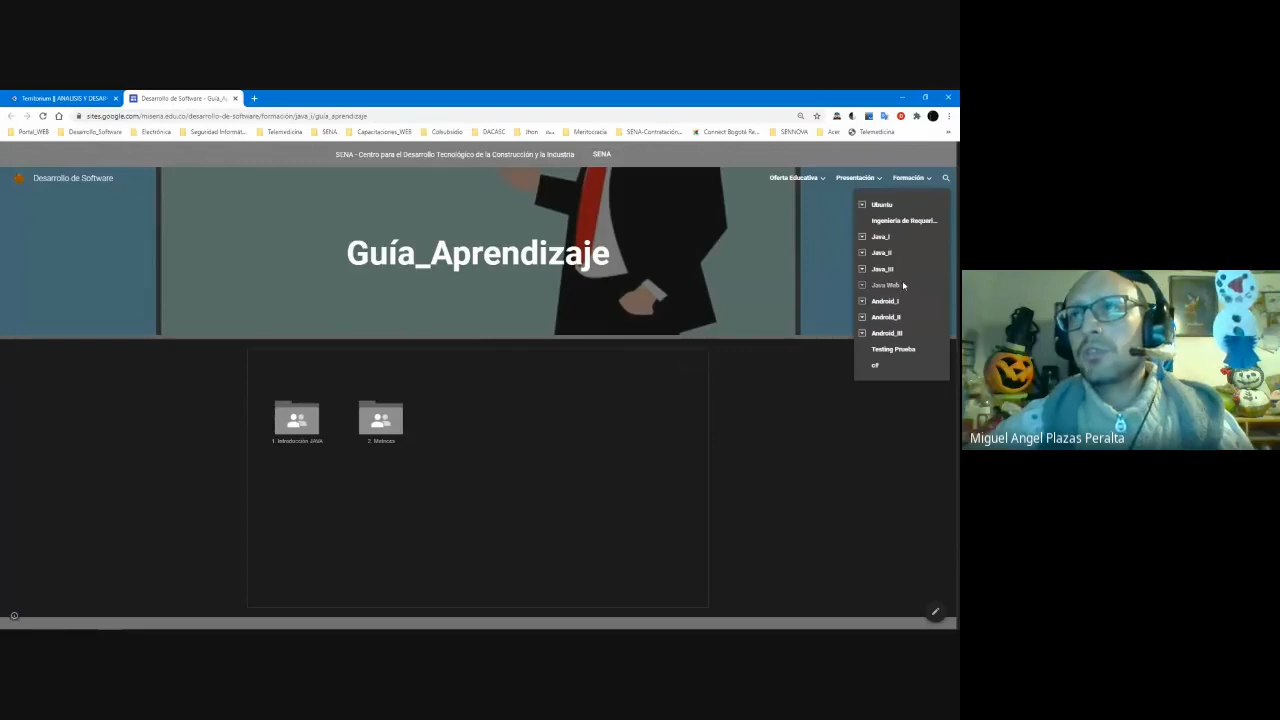 Territorium || ANALISIS Y DESAR
Desarrollo de Software - Guía_Ap
sites.google.com/misena.edu.co/desarrollo-de-software/formación/java_i/guía_aprendizaje
Portal_WEB
Desarrollo_Software
Electrónica
Seguridad Informat...
Telemedicina
SENA
Capacitaciones_WEB
Colsubsidio
DACASC
Jhon
Meritocracia
SENA-Contratación...
Connect Bogotá Re...
SENNOVA
Acer
Telemedicina
»
SENA - Centro para el Desarrollo Tecnológico de la Construcción y la Industria
SENA
Desarrollo de Software
Oferta Educativa
Presentación
Formación
Ubuntu
Ingeniería de Requeri...
Java_I
Java_II
Java_III
Java Web
Android_I
Android_II
Android_III
Testing Prueba
c#
Guía_Aprendizaje
1. Introducción JAVA
2. Matrices
Miguel Angel Plazas Peralta